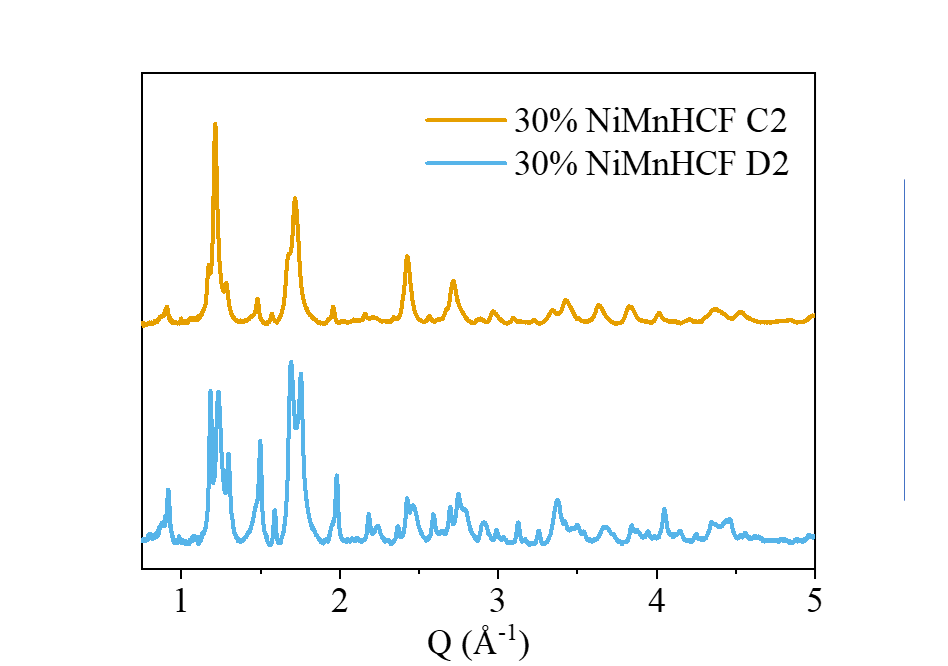 30% NiMnHCF C2
30% NiMnHCF D2
1 2 3 4 5
Q (Å⁻¹)